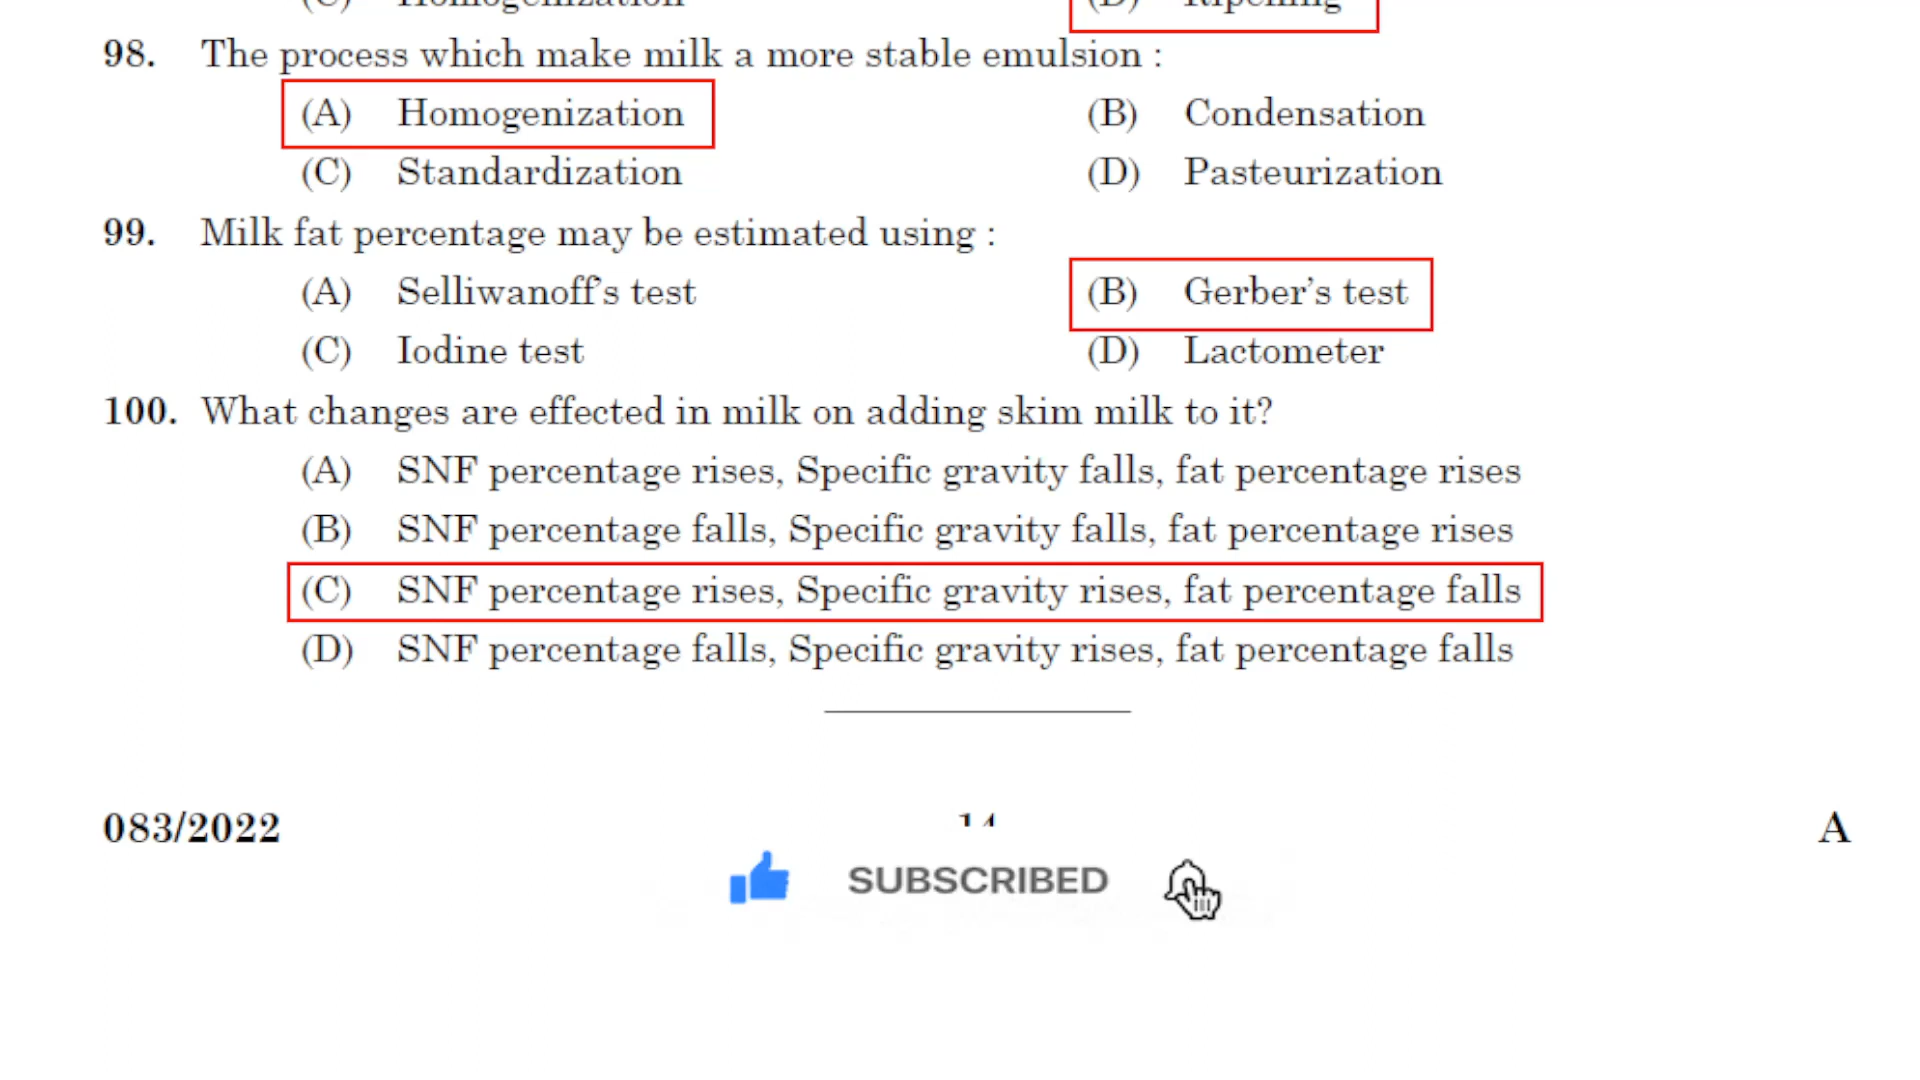 (C) Homogenization (D) Ripening
98. The process which make milk a more stable emulsion :
(A) Homogenization (B) Condensation
(C) Standardization (D) Pasteurization
99. Milk fat percentage may be estimated using :
(A) Selliwanoff's test (B) Gerber's test
(C) Iodine test (D) Lactometer
100. What changes are effected in milk on adding skim milk to it?
(A) SNF percentage rises, Specific gravity falls, fat percentage rises
(B) SNF percentage falls, Specific gravity falls, fat percentage rises
(C) SNF percentage rises, Specific gravity rises, fat percentage falls
(D) SNF percentage falls, Specific gravity rises, fat percentage falls
083/2022 14 A
SUBSCRIBED